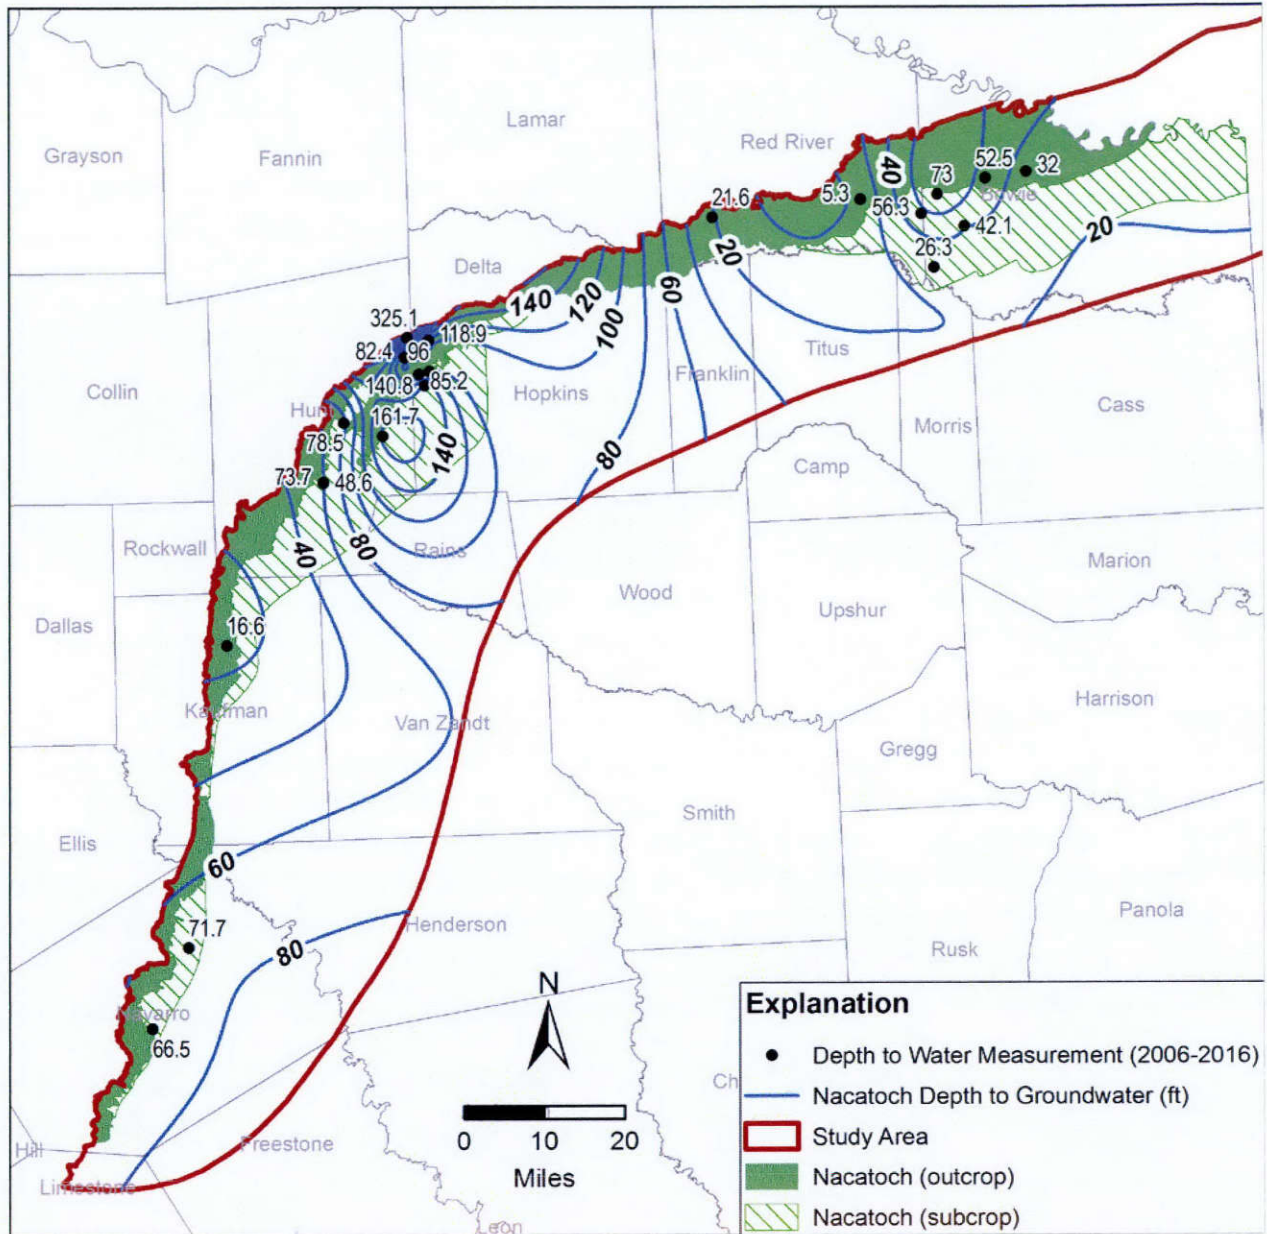 Lamar
Grayson
Fannin
Red River
52.5
32
40
73
5.3
21.6
56.3
Bowie
42.1
20
26.3
Delta
20
60
140
120
325.1
118.9
100
82.4
96
Titus
140.8
85.2
Franklin
Collin
Hopkins
Cass
Hunt
161.7
Morris
78.5
140
80
Camp
73.7
48.6
Rockwall
40
80
Rains
Marion
Wood
Upshur
Dallas
16.6
Harrison
Kaufman
Van Zandt
Gregg
Smith
Ellis
60
Panola
71.7
Henderson
80
Rusk
N
Navarro
66.5
Ch
0 10 20
Miles
Hill
Freestone
Limestone
Leon
Explanation
Depth to Water Measurement (2006-2016)
Nacatoch Depth to Groundwater (ft)
Study Area
Nacatoch (outcrop)
Nacatoch (subcrop)